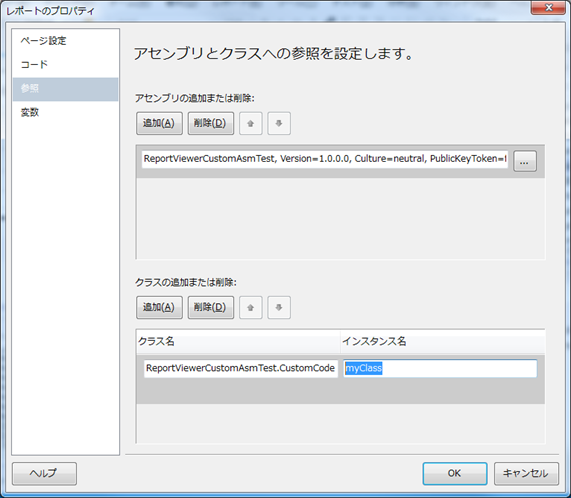 レポートのプロパティ
ページ設定
コード
参照
変数
アセンブリとクラスへの参照を設定します。
アセンブリの追加または削除:
追加(A) 削除(D)
ReportViewerCustomAsmTest, Version=1.0.0.0, Culture=neutral, PublicKeyToken=
...
クラスの追加または削除:
追加(A) 削除(D)
クラス名 インスタンス名
ReportViewerCustomAsmTest.CustomCode myClass
ヘルプ OK キャンセル